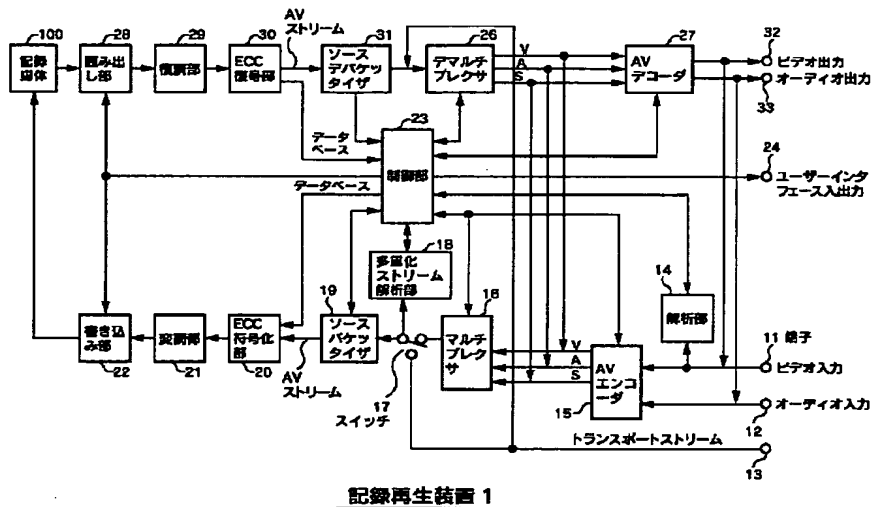 100
記録
媒体
28
読み出
し部
29
復調部
30
ECC
復号部
AV
ストリーム
31
ソース
デパケッ
タイザ
26
デマルチ
プレクサ
V
A
S
27
AV
デコーダ
32
ビデオ出力
オーディオ出力
33
データ
ベース
23
制御部
24
ユーザーインタ
フェース入出力
データベース
18
多重化
ストリーム
解析部
14
解析部
22
書き込
み部
21
変調部
20
ECC
符号化
部
AV
ストリーム
19
ソース
パケッ
タイザ
17
スイッチ
16
マルチ
プレク
サ
V
A
S
AV
エン
コーダ
15
11 端子
ビデオ入力
オーディオ入力
12
トランスポートストリーム
13
記録再生装置 1